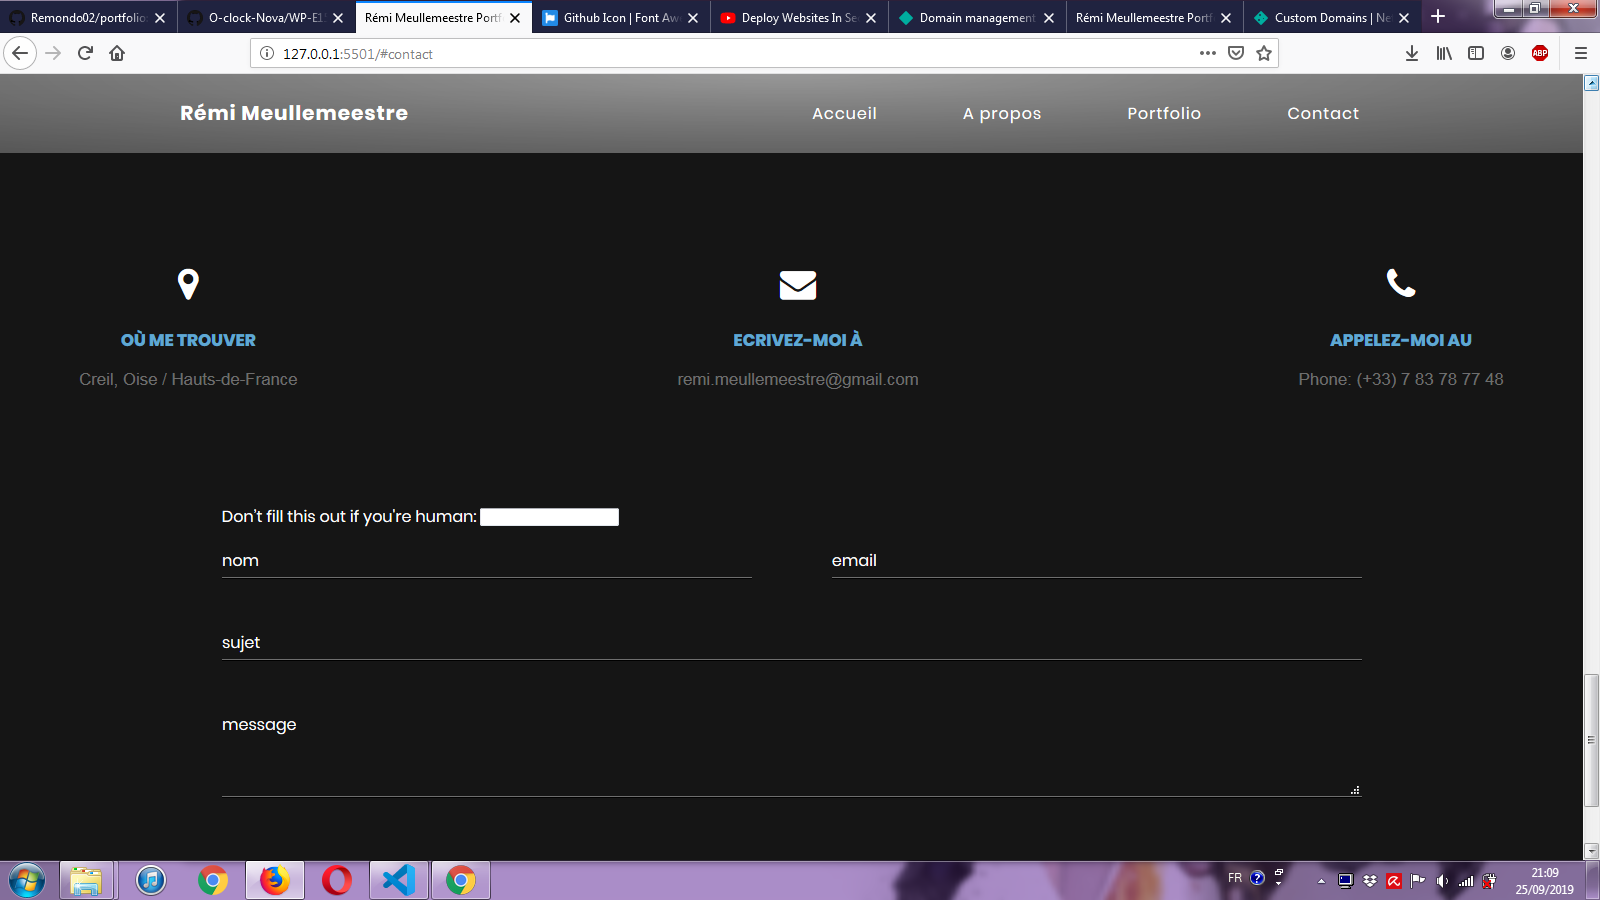 Remondo02/portfolio
O-clock-Nova/WP-E1
Rémi Meullemeestre Portf
Github Icon | Font Aw
Deploy Websites In Se
Domain management
Rémi Meullemeestre Portf
Custom Domains | Ne
127.0.0.1:5501/#contact
ABP
Rémi Meullemeestre
Accueil
A propos
Portfolio
Contact
OÙ ME TROUVER
ECRIVEZ-MOI À
APPELEZ-MOI AU
Creil, Oise / Hauts-de-France
remi.meullemeestre@gmail.com
Phone: (+33) 7 83 78 77 48
Don't fill this out if you're human:
nom
email
sujet
message
FR
21:09
25/09/2019